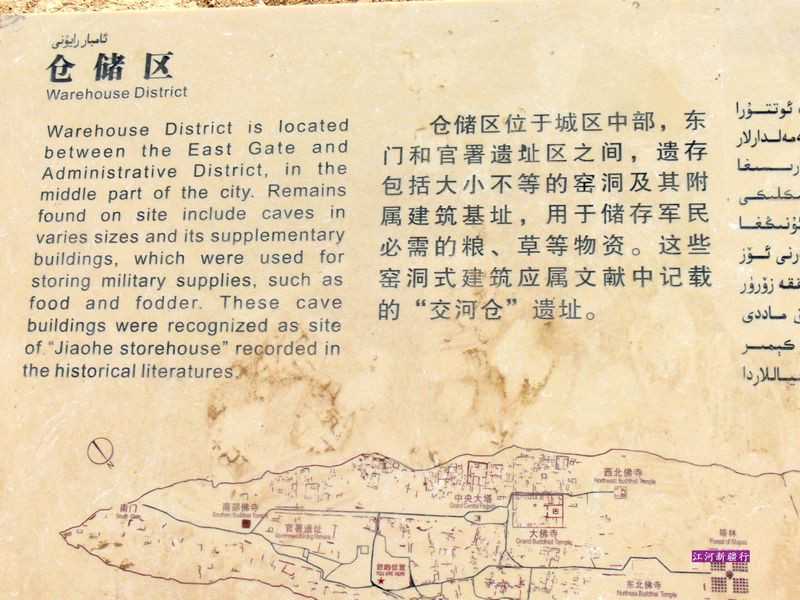 ئامبار رايونى
仓储区
Warehouse District
Warehouse District is located
between the East Gate and
Administrative District, in the
middle part of the city. Remains
found on site include caves in
varies sizes and its supplementary
buildings, which were used for
storing military supplies, such as
food and fodder. These cave
buildings were recognized as site
of "Jiaohe storehouse" recorded in
the historical literatures.
仓储区位于城区中部，东
门和官署遗址区之间，遗存
包括大小不等的窑洞及其附
属建筑基址，用于储存军民
必需的粮、草等物资。这些
窑洞式建筑应属文献中记载
的“交河仓”遗址。
ئوتتۇرا
ئۆز
زۆرۈر
ماددى
كېمىر
N
南门
South Gate
南部佛寺
Southern Buddhist Temple
官署遗址
Government Building Remains
您的位置
YOU ARE HERE
中央大塔
Grand Central Pagoda
大佛寺
Grand Buddhist Temple
西北佛寺
Northwest Buddhist Temple
塔林
Forest of Stupas
东北佛寺
Northeast Buddhist Temple
江河新疆行